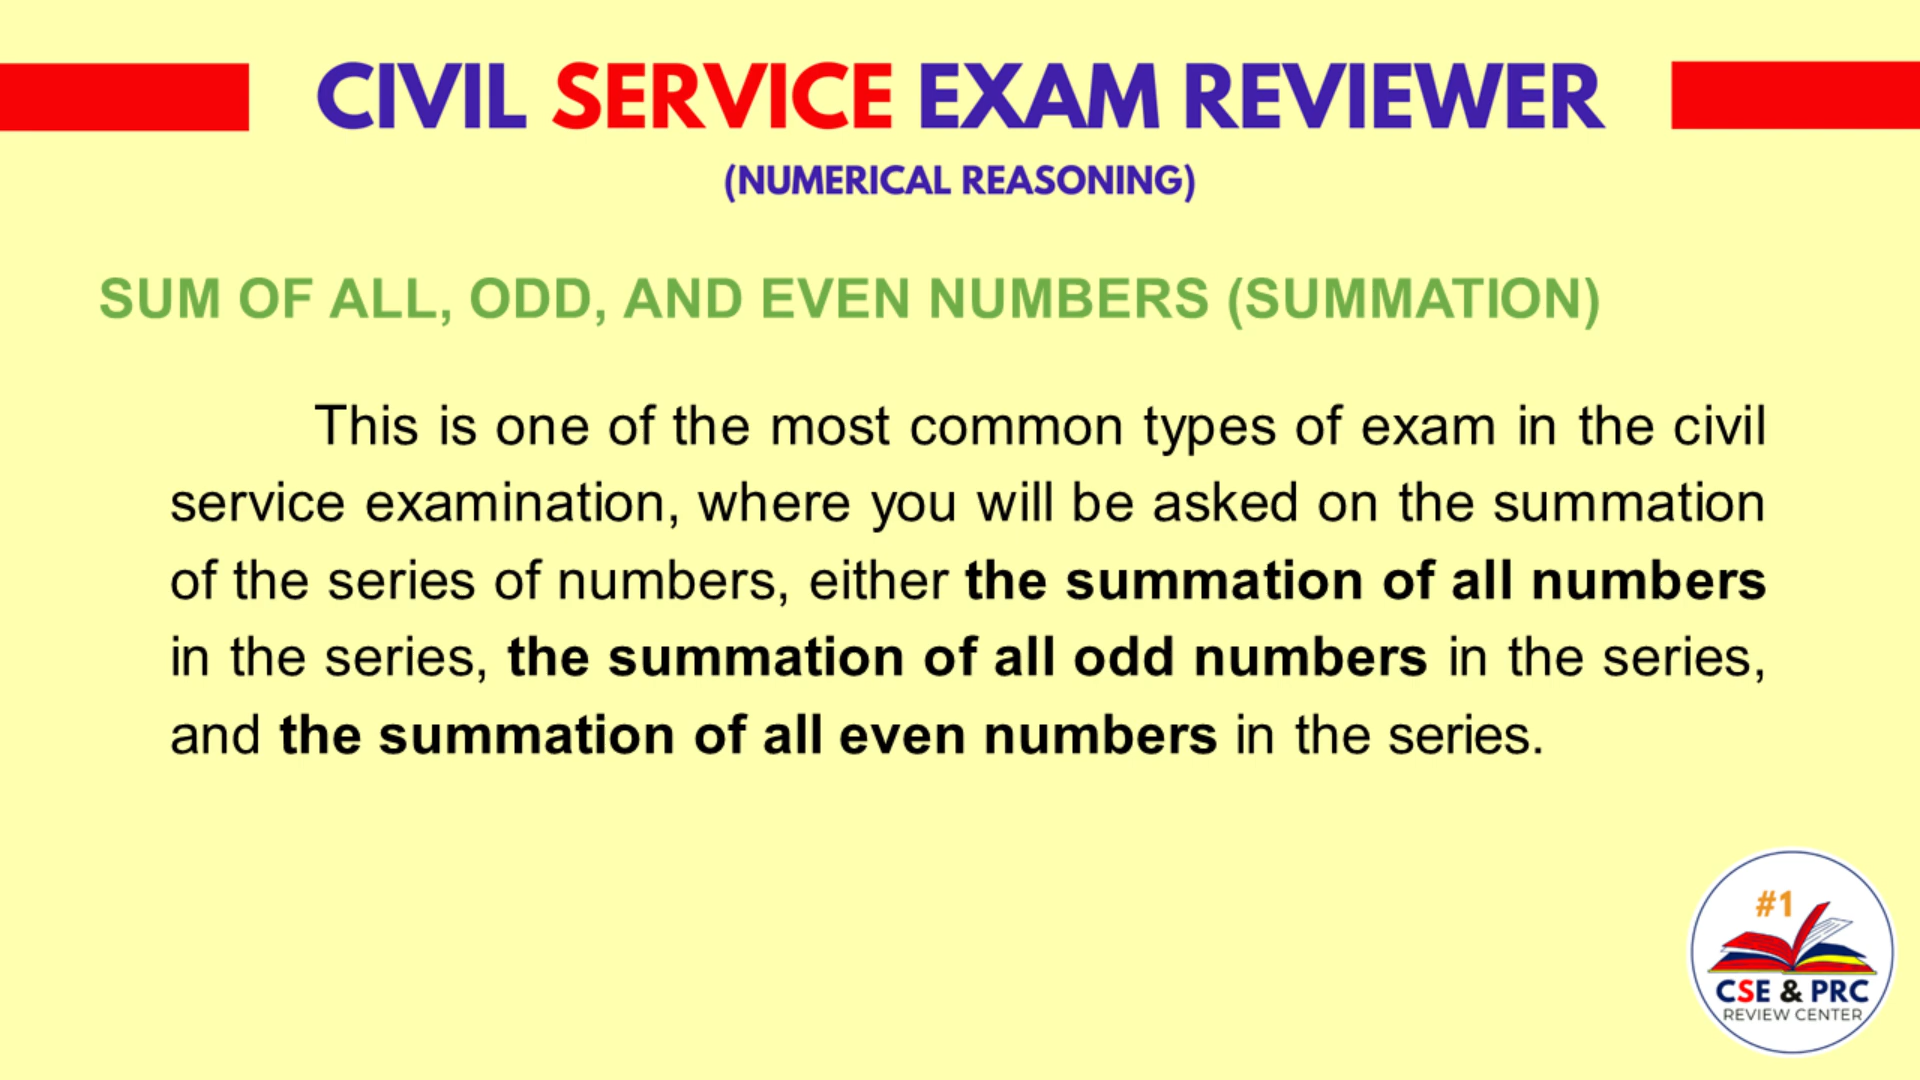 CIVIL SERVICE EXAM REVIEWER
(NUMERICAL REASONING)
SUM OF ALL, ODD, AND EVEN NUMBERS (SUMMATION)
This is one of the most common types of exam in the civil
service examination, where you will be asked on the summation
of the series of numbers, either the summation of all numbers
in the series, the summation of all odd numbers in the series,
and the summation of all even numbers in the series.
#1
CSE & PRC
REVIEW CENTER